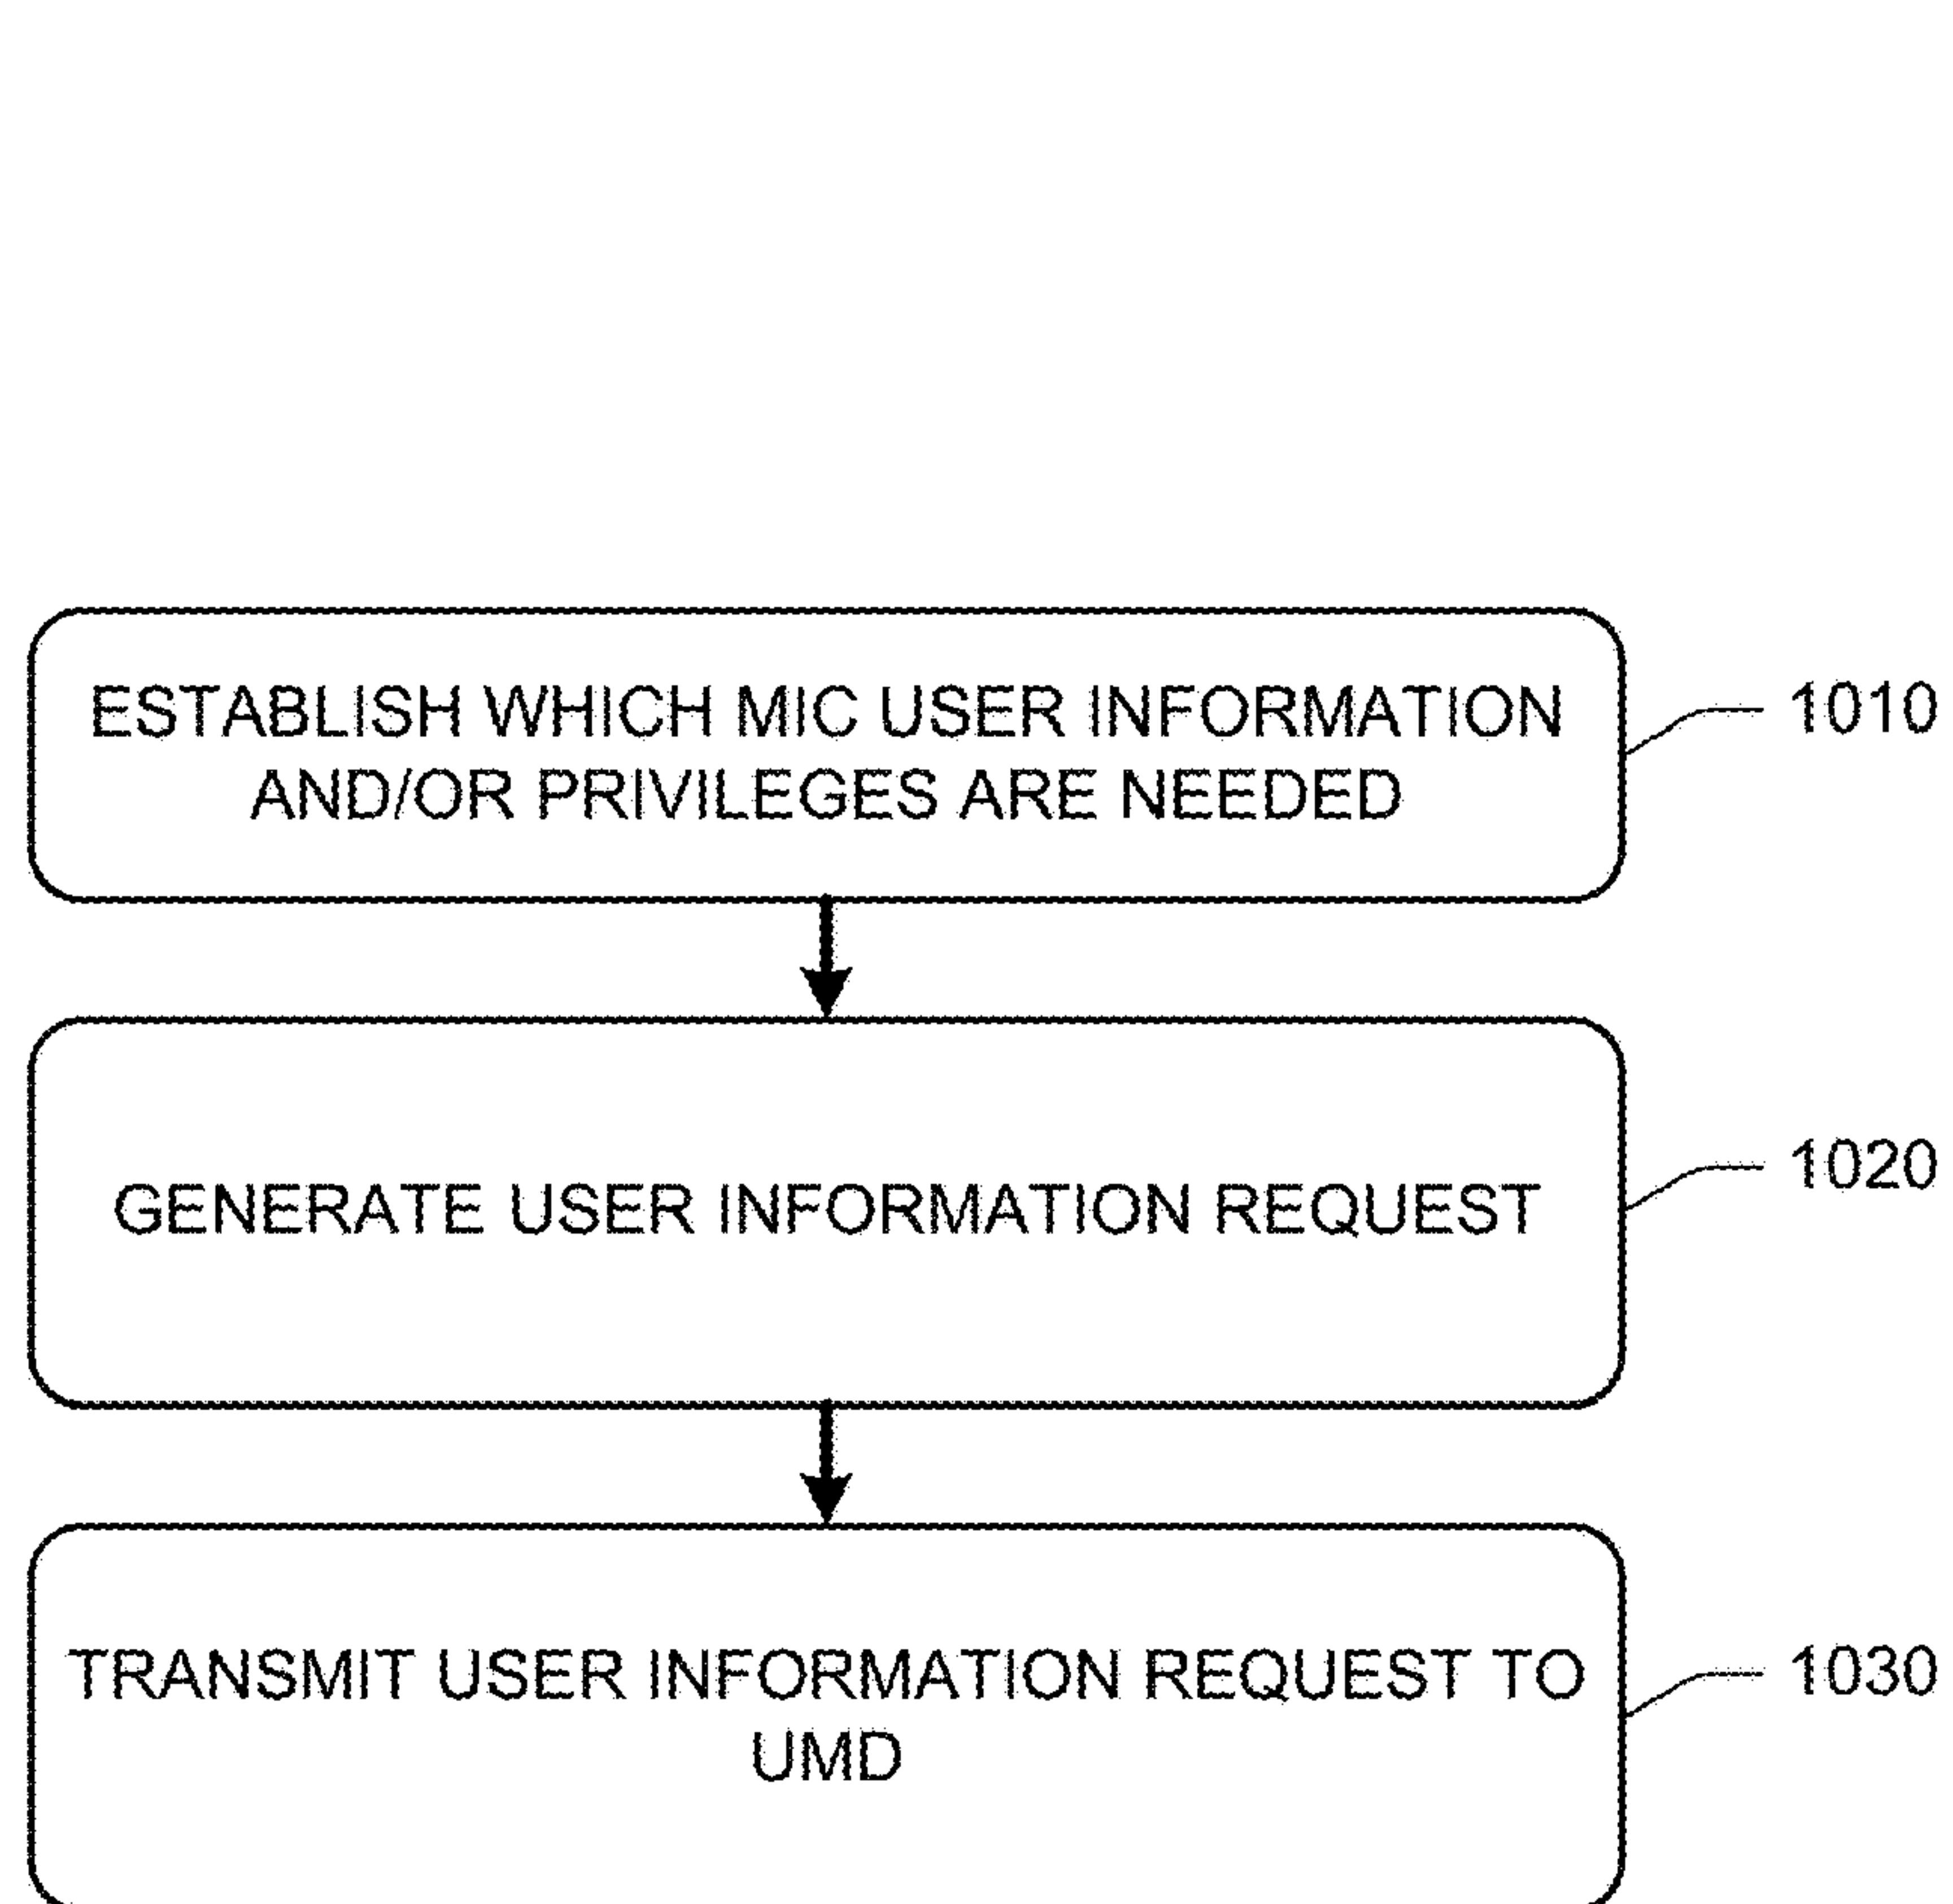 ESTABLISH WHICH MIC USER INFORMATION
AND/OR PRIVILEGES ARE NEEDED
1010
GENERATE USER INFORMATION REQUEST
1020
TRANSMIT USER INFORMATION REQUEST TO
UMD
1030